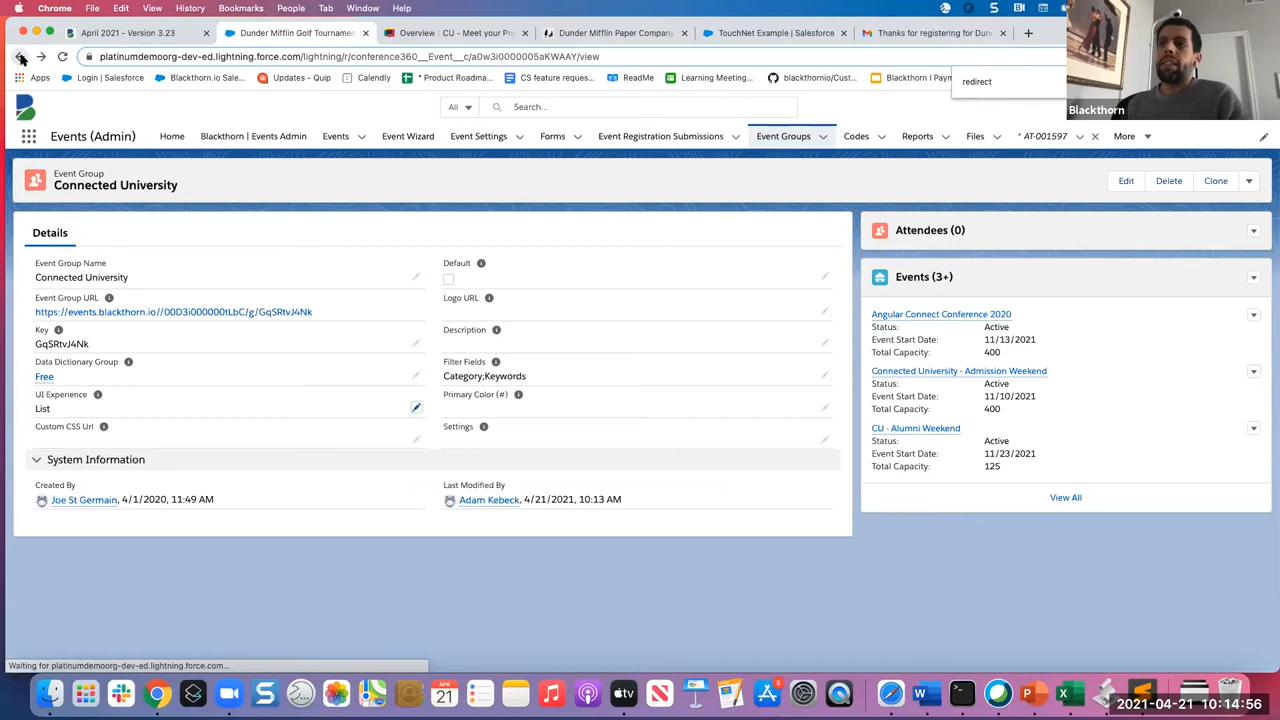 Chrome File Edit View History Bookmarks People Tab Window Help
April 2021 - Version 3.23 × Dunder Mifflin Golf Tournamen × Overview | CU - Meet your Pr × Dunder Mifflin Paper Company × TouchNet Example | Salesforce × Thanks for registering for Dun × +
platinumdemoorg-dev-ed.lightning.force.com/lightning/r/conference360__Event__c/a0w3i0000005aKWAAY/view
Apps Login | Salesforce Blackthorn.io Sales Updates - Quip Calendly * Product Roadma... CS feature reques... ReadMe Learning Meeting... blackthornio/Cust... Blackthorn | Paym
redirect
Blackthorn
All Search...
Events (Admin) Home Blackthorn | Events Admin Events Event Wizard Event Settings Forms Event Registration Submissions Event Groups Codes Reports Files * AT-001597 × More
Event Group
Connected University
Edit Delete Clone
Details
Event Group Name
Connected University
Default
Event Group URL
https://events.blackthorn.io//00D3i000000tLbC/g/GqSRtvJ4Nk
Logo URL
Key
GqSRtvJ4Nk
Description
Data Dictionary Group
Free
Filter Fields
Category;Keywords
UI Experience
List
Primary Color (#)
Custom CSS Url
Settings
System Information
Created By
Joe St Germain, 4/1/2020, 11:49 AM
Last Modified By
Adam Kebeck, 4/21/2021, 10:13 AM
Attendees (0)
Events (3+)
Angular Connect Conference 2020
Status: Active
Event Start Date: 11/13/2021
Total Capacity: 400
Connected University - Admission Weekend
Status: Active
Event Start Date: 11/10/2021
Total Capacity: 400
CU - Alumni Weekend
Status: Active
Event Start Date: 11/23/2021
Total Capacity: 125
View All
Waiting for platinumdemoorg-dev-ed.lightning.force.com...
APR
21
tv
5
2021-04-21 10:14:56